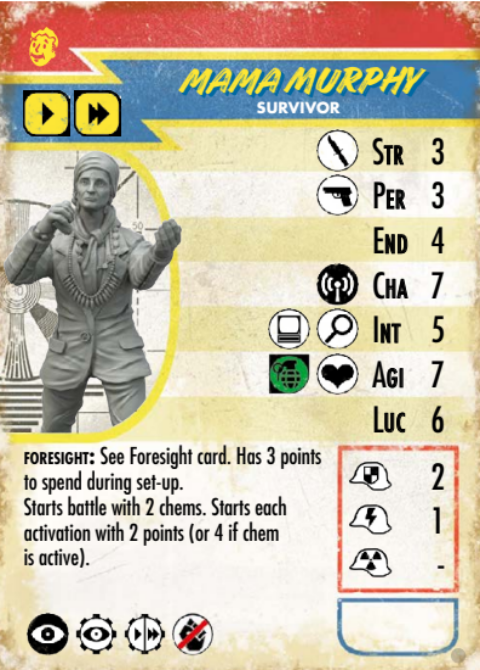 MAMA MURPHY
SURVIVOR
STR 3
PER 3
END 4
CHA 7
INT 5
AGI 7
LUC 6
50
FORESIGHT: See Foresight card. Has 3 points
to spend during set-up.
Starts battle with 2 chems. Starts each
activation with 2 points (or 4 if chem
is active).
2
1
-